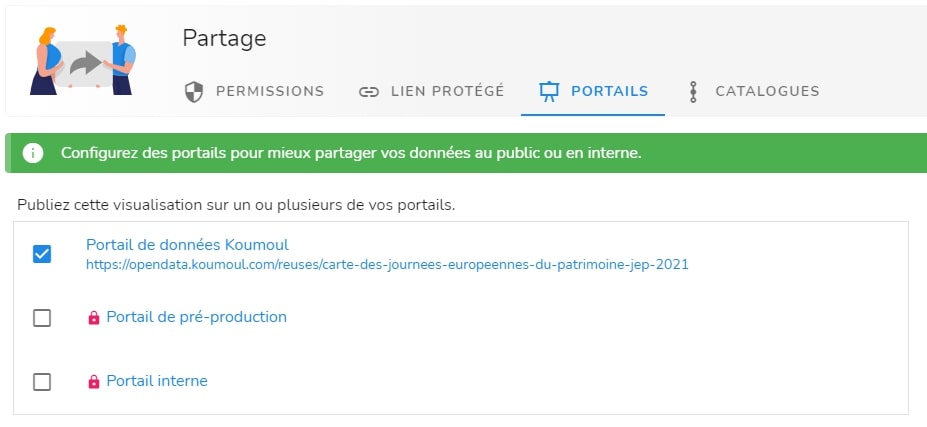 Partage
PERMISSIONS
LIEN PROTÉGÉ
PORTAILS
CATALOGUES
Configurez des portails pour mieux partager vos données au public ou en interne.
Publiez cette visualisation sur un ou plusieurs de vos portails.
Portail de données Koumoul
https://opendata.koumoul.com/reuses/carte-des-journees-europeennes-du-patrimoine-jep-2021
Portail de pré-production
Portail interne